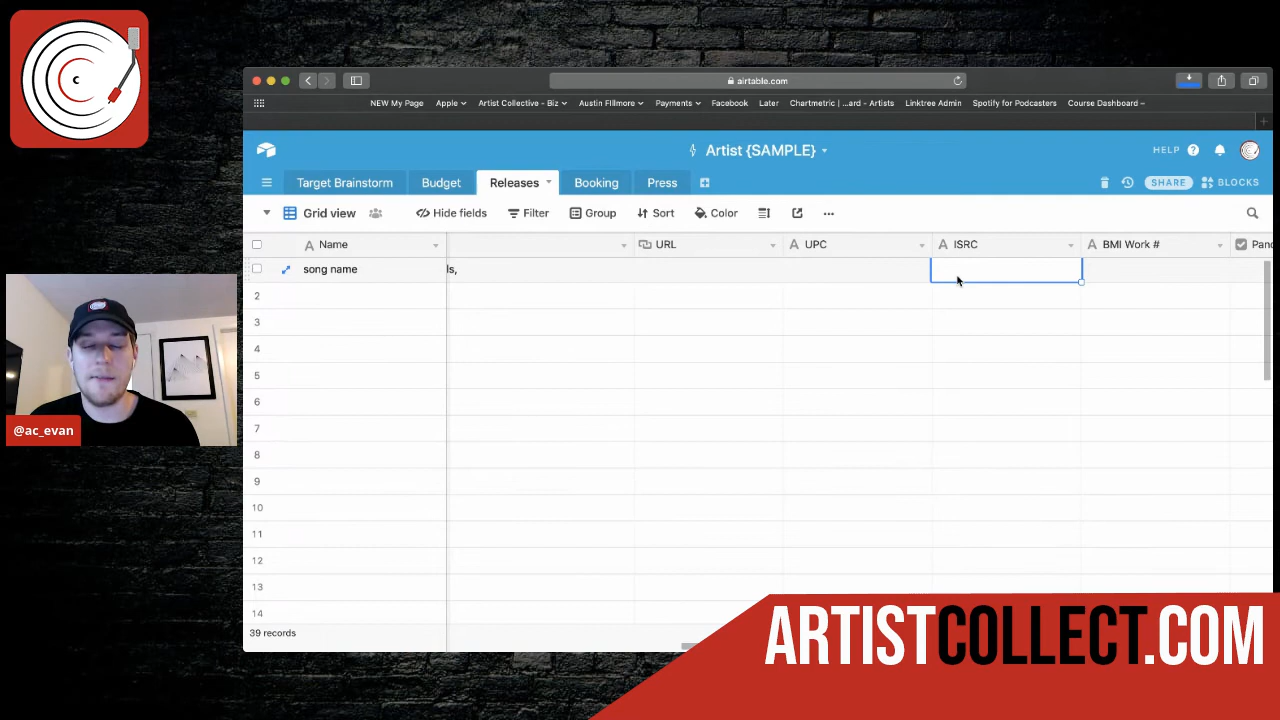 C
airtable.com
NEW My Page
Apple
Artist Collective - Biz
Austin FIllmore
Payments
Facebook
Later
Chartmetric | ...ard - Artists
Linktree Admin
Spotify for Podcasters
Course Dashboard
Artist {SAMPLE}
HELP
Target Brainstorm
Budget
Releases
Booking
Press
SHARE
BLOCKS
Grid view
Hide fields
Filter
Group
Sort
Color
Name
URL
UPC
ISRC
BMI Work #
Panc
song name
ls,
2
3
4
5
6
7
8
9
10
11
12
13
14
39 records
@ac_evan
ARTISTCOLLECT.COM